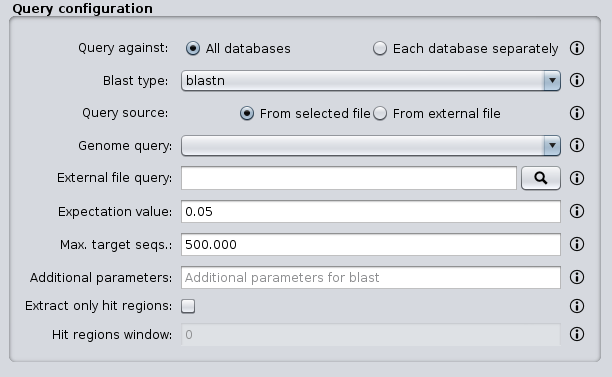 Query configuration
Query against: All databases Each database separately
Blast type: blastn
Query source: From selected file From external file
Genome query:
External file query:
Expectation value: 0.05
Max. target seqs.: 500.000
Additional parameters: Additional parameters for blast
Extract only hit regions:
Hit regions window: 0